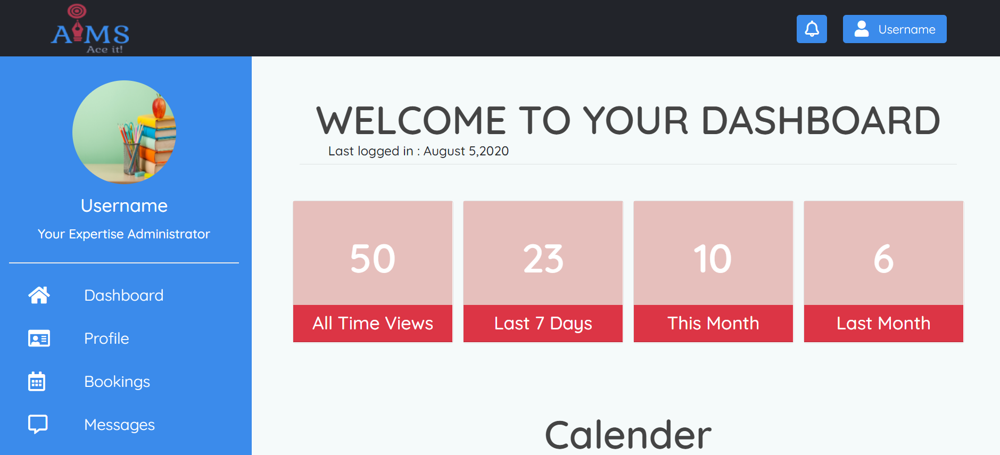 AIMS
Ace it!
Username
Username
Your Expertise Administrator
Dashboard
Profile
Bookings
Messages
WELCOME TO YOUR DASHBOARD
Last logged in : August 5,2020
50
All Time Views
23
Last 7 Days
10
This Month
6
Last Month
Calender